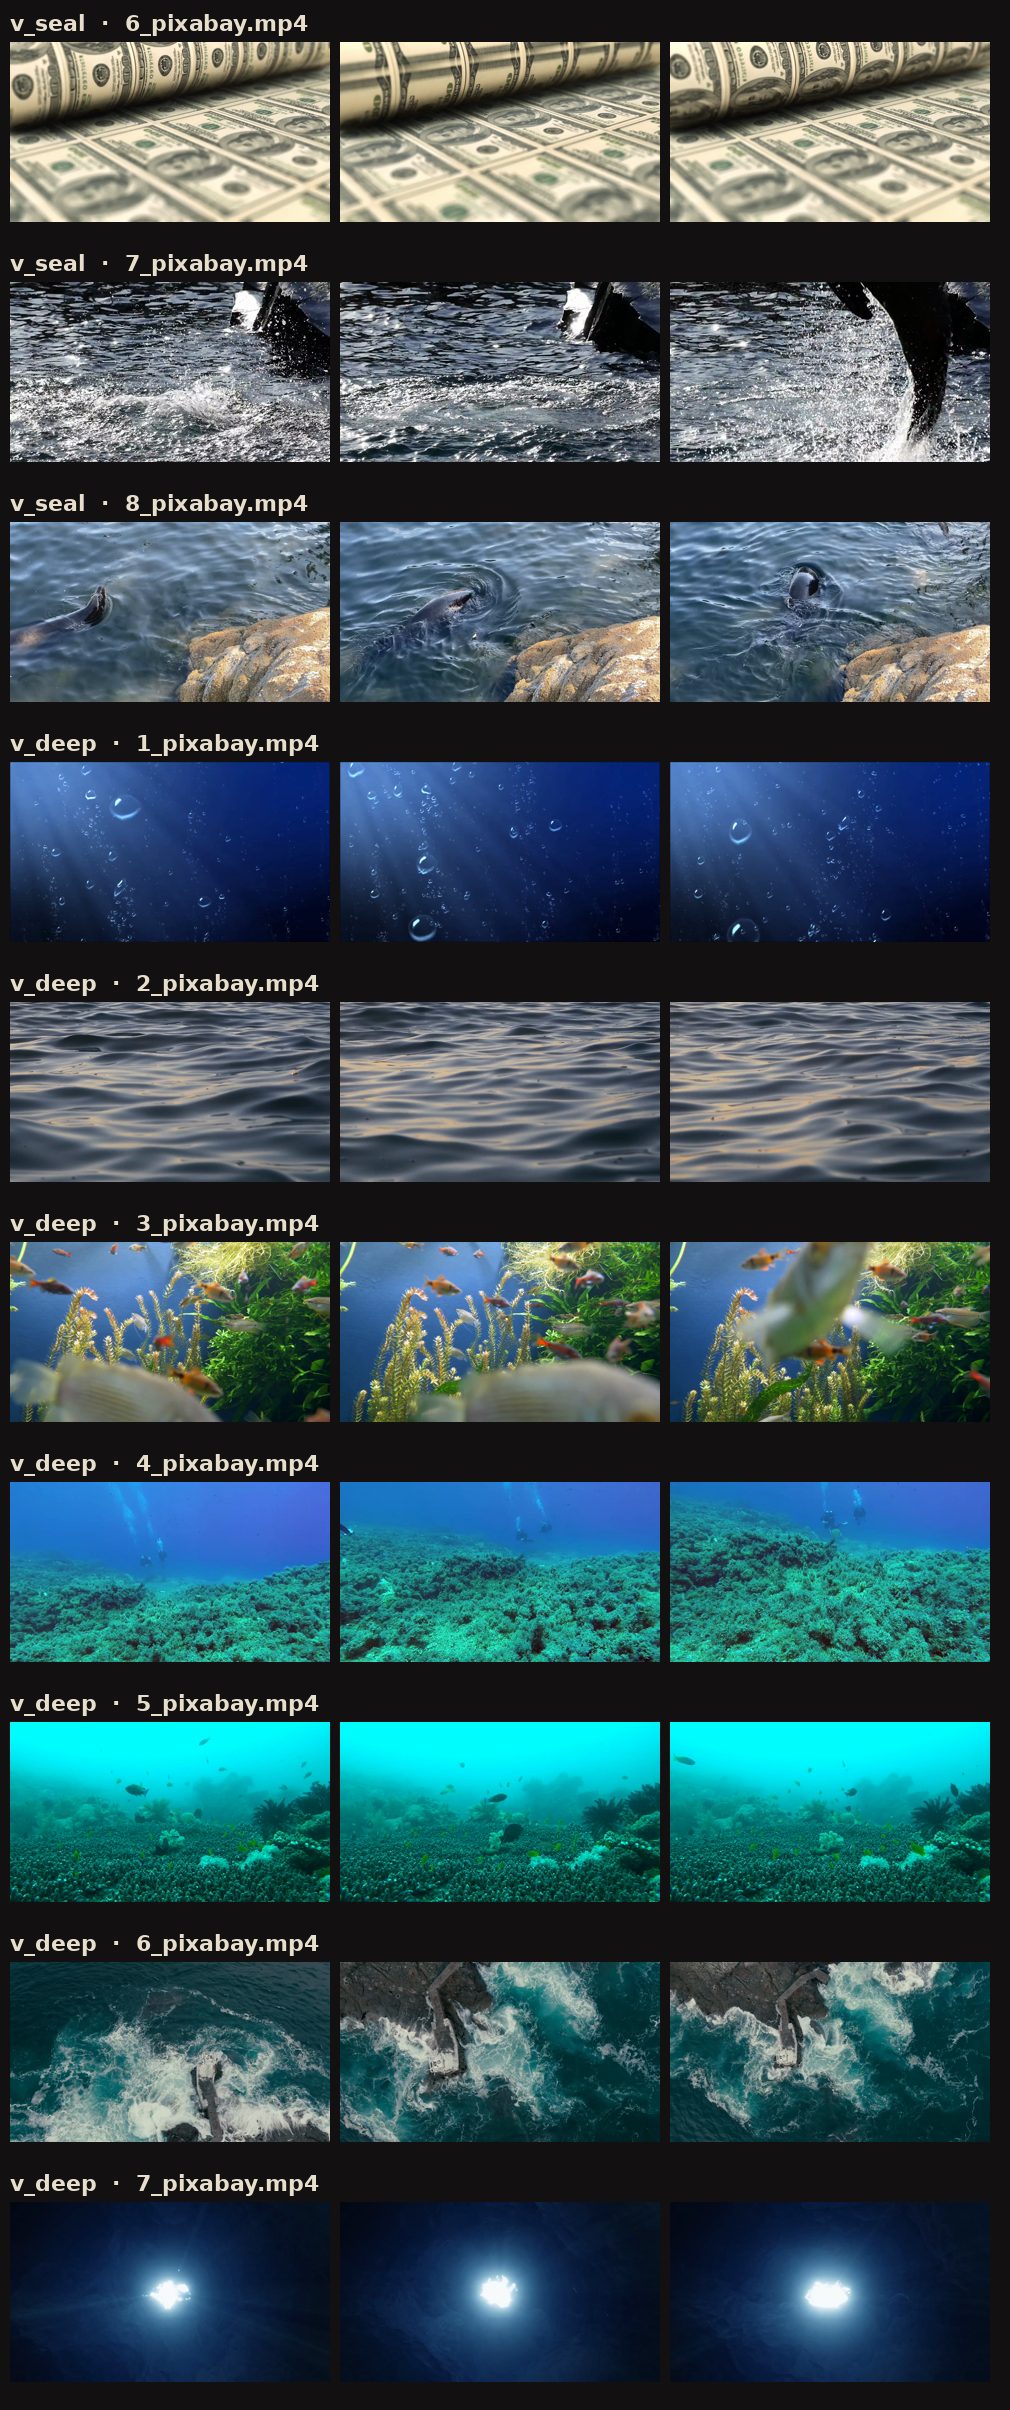 v_seal · 6_pixabay.mp4
v_seal · 7_pixabay.mp4
v_seal · 8_pixabay.mp4
v_deep · 1_pixabay.mp4
v_deep · 2_pixabay.mp4
v_deep · 3_pixabay.mp4
v_deep · 4_pixabay.mp4
v_deep · 5_pixabay.mp4
v_deep · 6_pixabay.mp4
v_deep · 7_pixabay.mp4